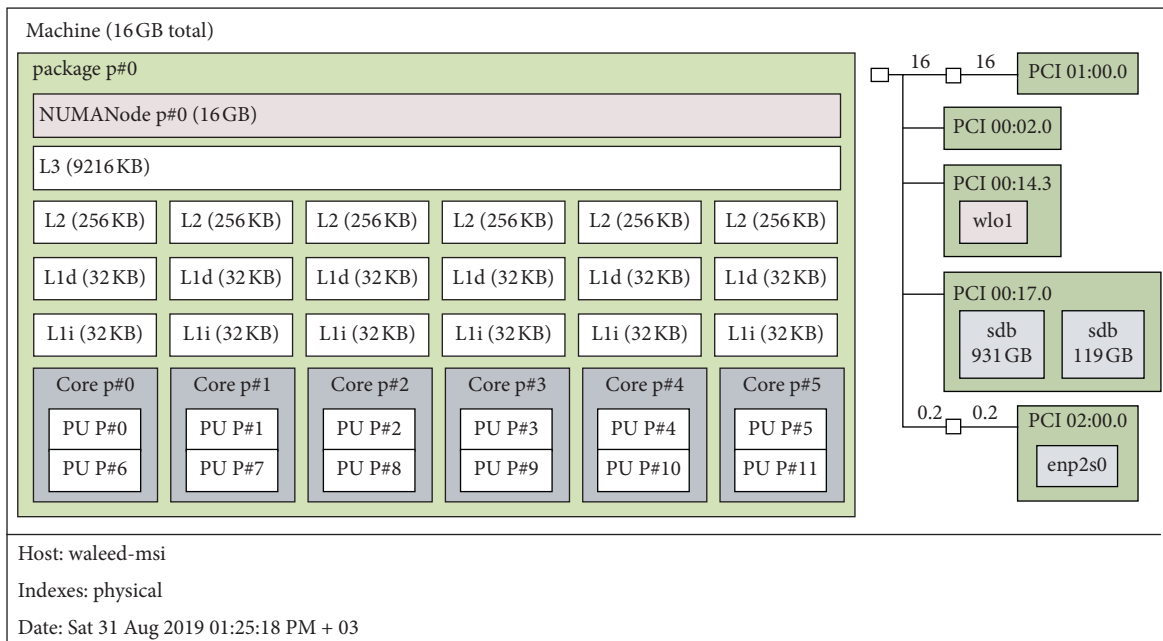 Machine (16GB total)
package p#0
NUMANode p#0 (16GB)
L3 (9216KB)
L2 (256KB) L2 (256KB) L2 (256KB) L2 (256KB) L2 (256KB) L2 (256KB)
L1d (32KB) L1d (32KB) L1d (32KB) L1d (32KB) L1d (32KB) L1d (32KB)
L1i (32KB) L1i (32KB) L1i (32KB) L1i (32KB) L1i (32KB) L1i (32KB)
Core p#0 Core p#1 Core p#2 Core p#3 Core p#4 Core p#5
PU P#0 PU P#1 PU P#2 PU P#3 PU P#4 PU P#5
PU P#6 PU P#7 PU P#8 PU P#9 PU P#10 PU P#11
16 16 PCI 01:00.0
PCI 00:02.0
PCI 00:14.3
wlo1
PCI 00:17.0
sdb sdb
931GB 119GB
0.2 0.2 PCI 02:00.0
enp2s0
Host: waleed-msi
Indexes: physical
Date: Sat 31 Aug 2019 01:25:18 PM + 03